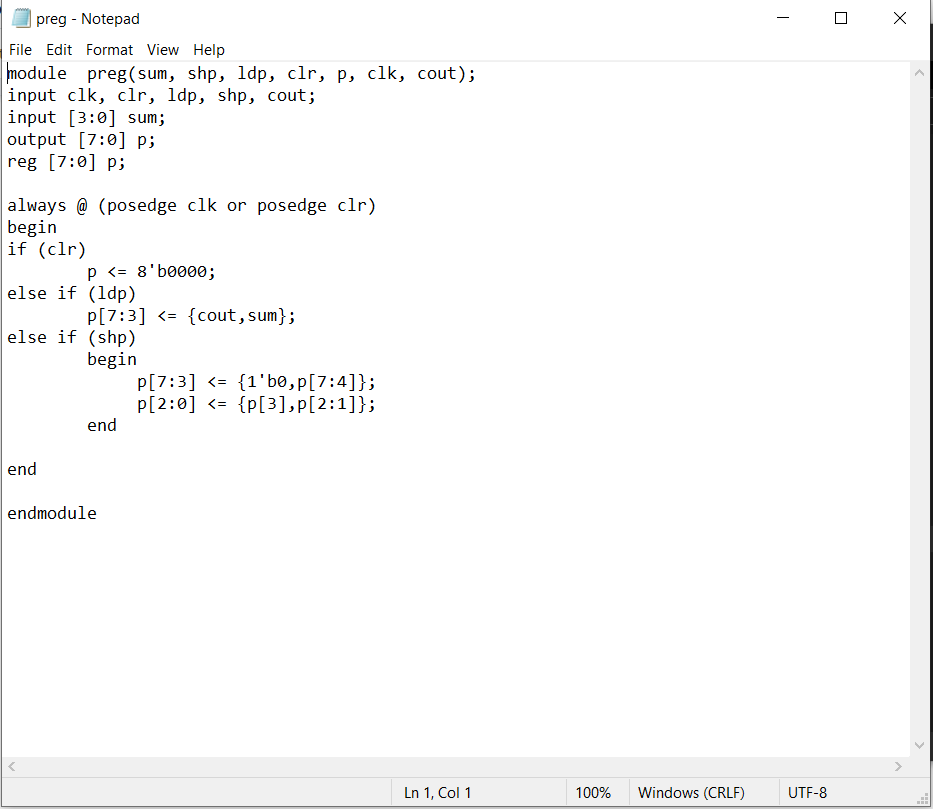 preg - Notepad
File Edit Format View Help
module  preg(sum, shp, ldp, clr, p, clk, cout);
input clk, clr, ldp, shp, cout;
input [3:0] sum;
output [7:0] p;
reg [7:0] p;
always @ (posedge clk or posedge clr)
begin
if (clr)
        p <= 8'b0000;
else if (ldp)
        p[7:3] <= {cout,sum};
else if (shp)
        begin
             p[7:3] <= {1'b0,p[7:4]};
             p[2:0] <= {p[3],p[2:1]};
        end
end
endmodule
Ln 1, Col 1 100% Windows (CRLF) UTF-8